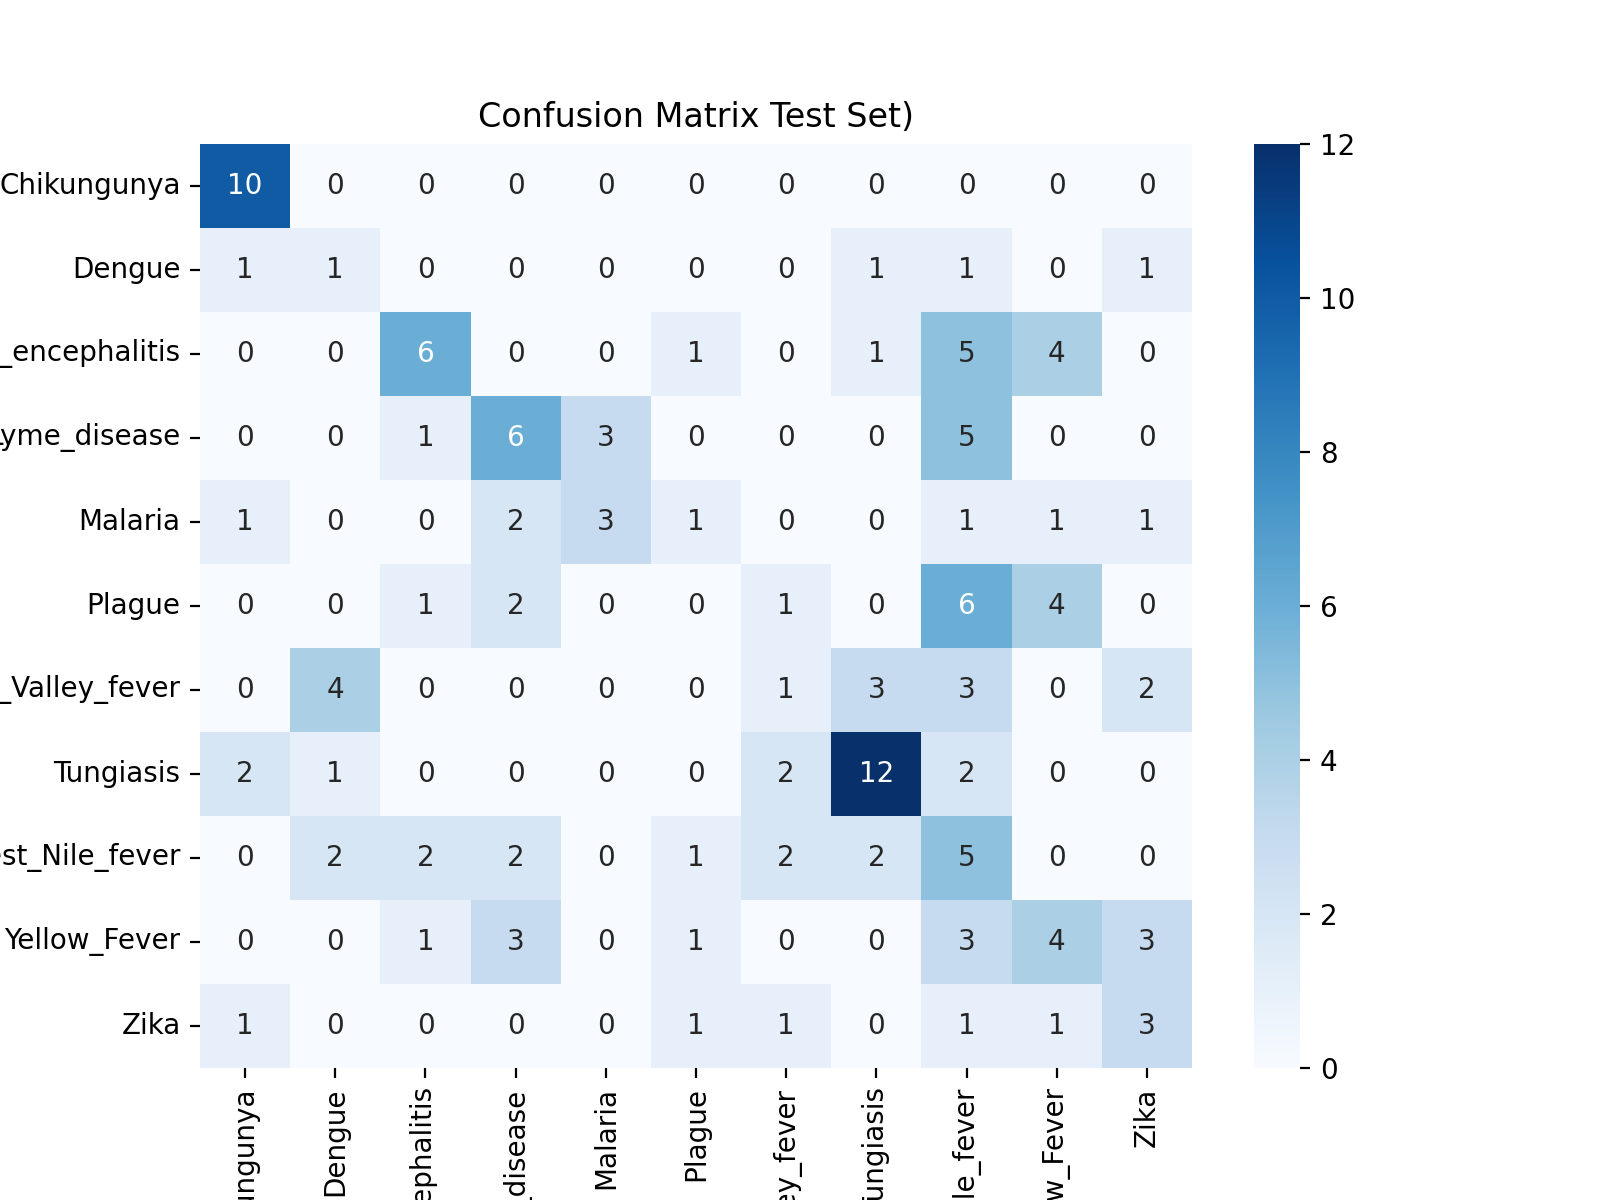 Confusion Matrix Test Set)
Chikungunya 10 0 0 0 0 0 0 0 0 0 0
Dengue 1 1 0 0 0 0 0 1 1 0 1
_encephalitis 0 0 6 0 0 1 0 1 5 4 0
yme_disease 0 0 1 6 3 0 0 0 5 0 0
Malaria 1 0 0 2 3 1 0 0 1 1 1
Plague 0 0 1 2 0 0 1 0 6 4 0
_Valley_fever 0 4 0 0 0 0 1 3 3 0 2
Tungiasis 2 1 0 0 0 0 2 12 2 0 0
st_Nile_fever 0 2 2 2 0 1 2 2 5 0 0
Yellow_Fever 0 0 1 3 0 1 0 0 3 4 3
Zika 1 0 0 0 0 1 1 0 1 1 3
ungunya
Dengue
ephalitis
_disease
Malaria
Plague
ey_fever
ungiasis
le_fever
w_Fever
Zika
12
10
8
6
4
2
0